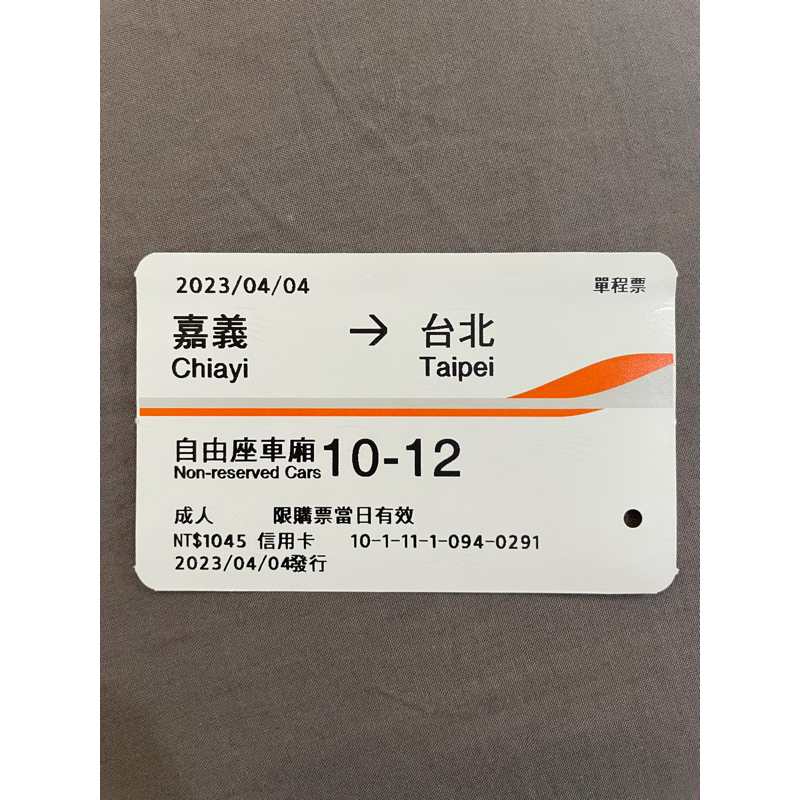 2023/04/04 單程票
嘉義 → 台北
Chiayi Taipei
自由座車廂 10-12
Non-reserved Cars
成人 限購票當日有效
NT$1045 信用卡 10-1-11-1-094-0291
2023/04/04發行